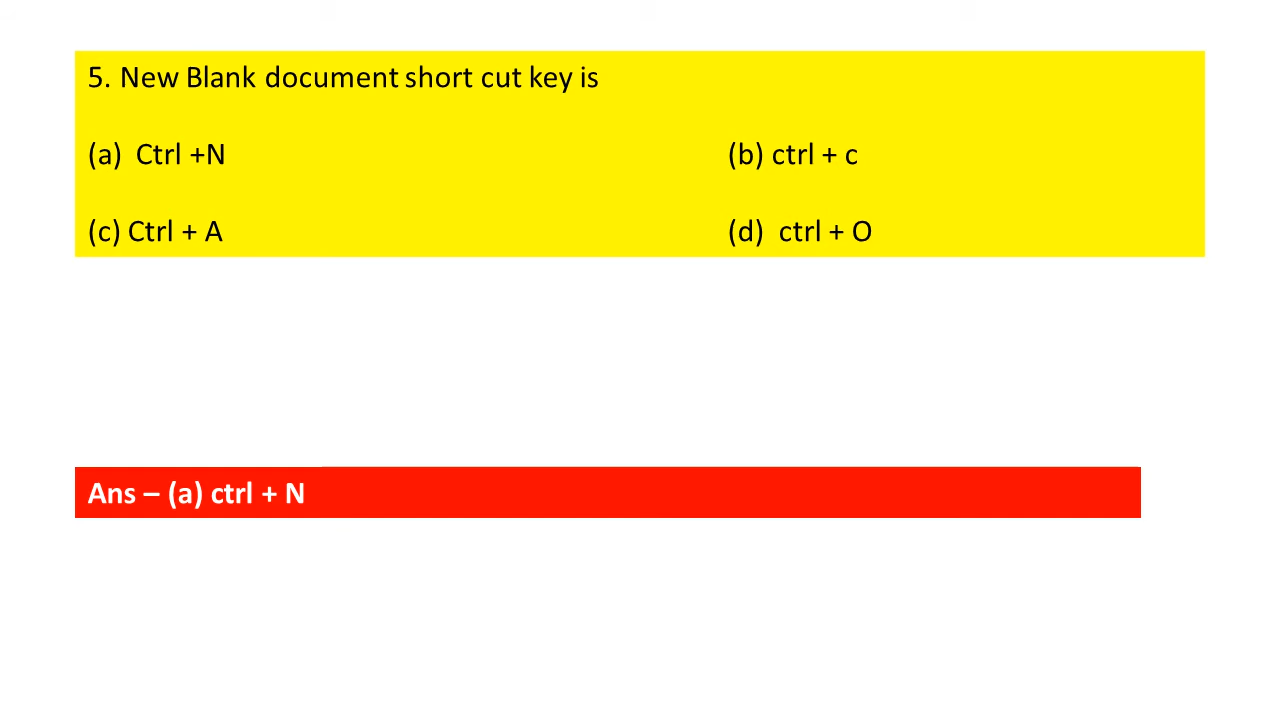 5. New Blank document short cut key is
(a)  Ctrl +N (b) ctrl + c
(c) Ctrl + A (d)  ctrl + O
Ans – (a) ctrl + N